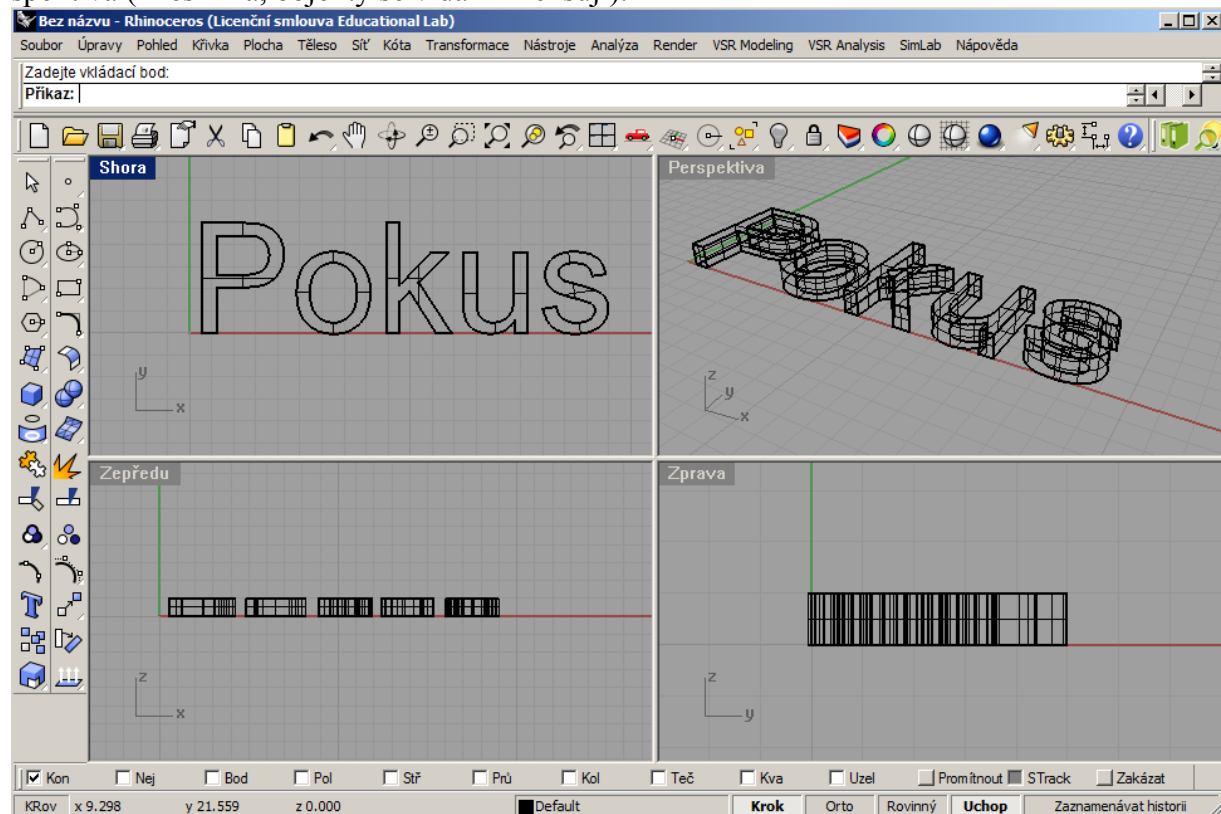 Bez názvu - Rhinoceros (Licenční smlouva Educational Lab)
Soubor Úpravy Pohled Křivka Plocha Těleso Síť Kóta Transformace Nástroje Analýza Render VSR Modeling VSR Analysis SimLab Nápověda
Zadejte vkládací bod:
Příkaz:
Shora
Perspektiva
Pokus
Pokus
y
x
z
y
x
Zepředu
Zprava
z
x
z
y
Kon Nej Bod Pol Stř Prů Kol Teč Kva Uzel Promítnout STrack Zakázat
KRov x 9.298 y 21.559 z 0.000 Default Krok Orto Rovinný Uchop Zaznamenávat historii